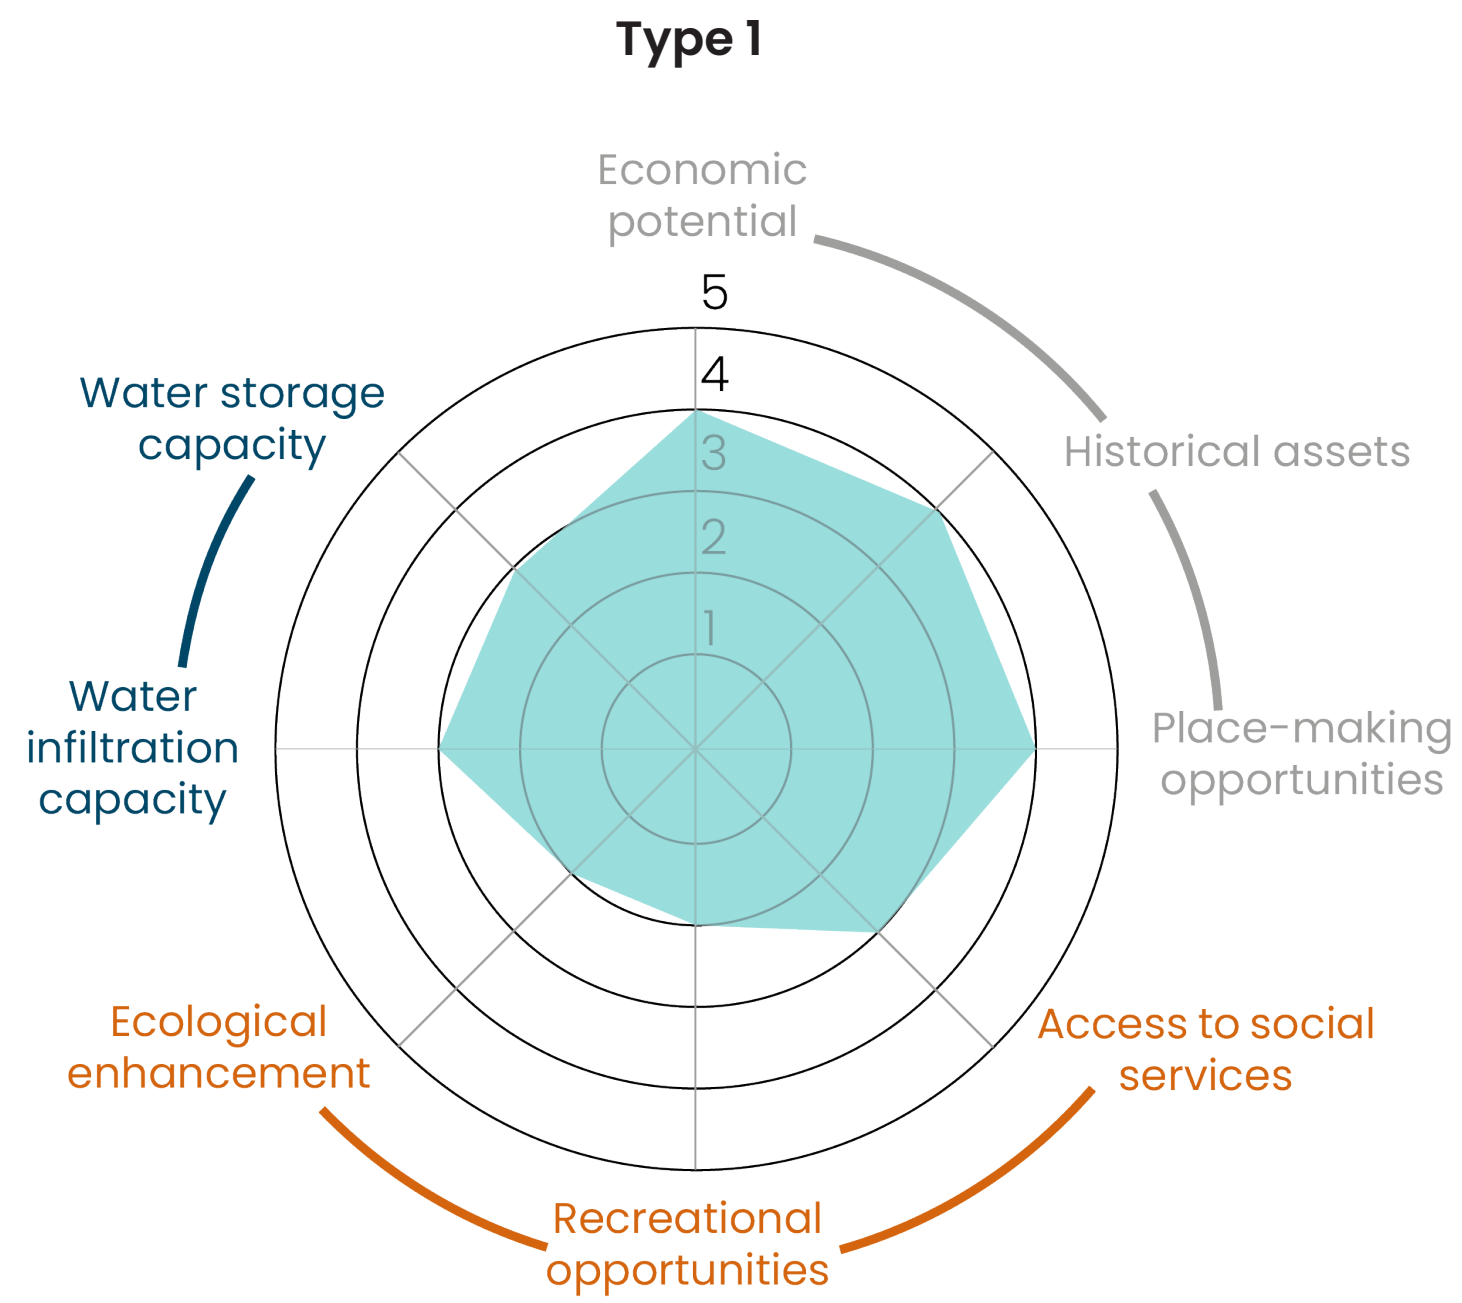 Type 1
Economic
potential
5
4
3
2
1
Water storage
capacity
Historical assets
Water
infiltration
capacity
Place-making
opportunities
Ecological
enhancement
Access to social
services
Recreational
opportunities